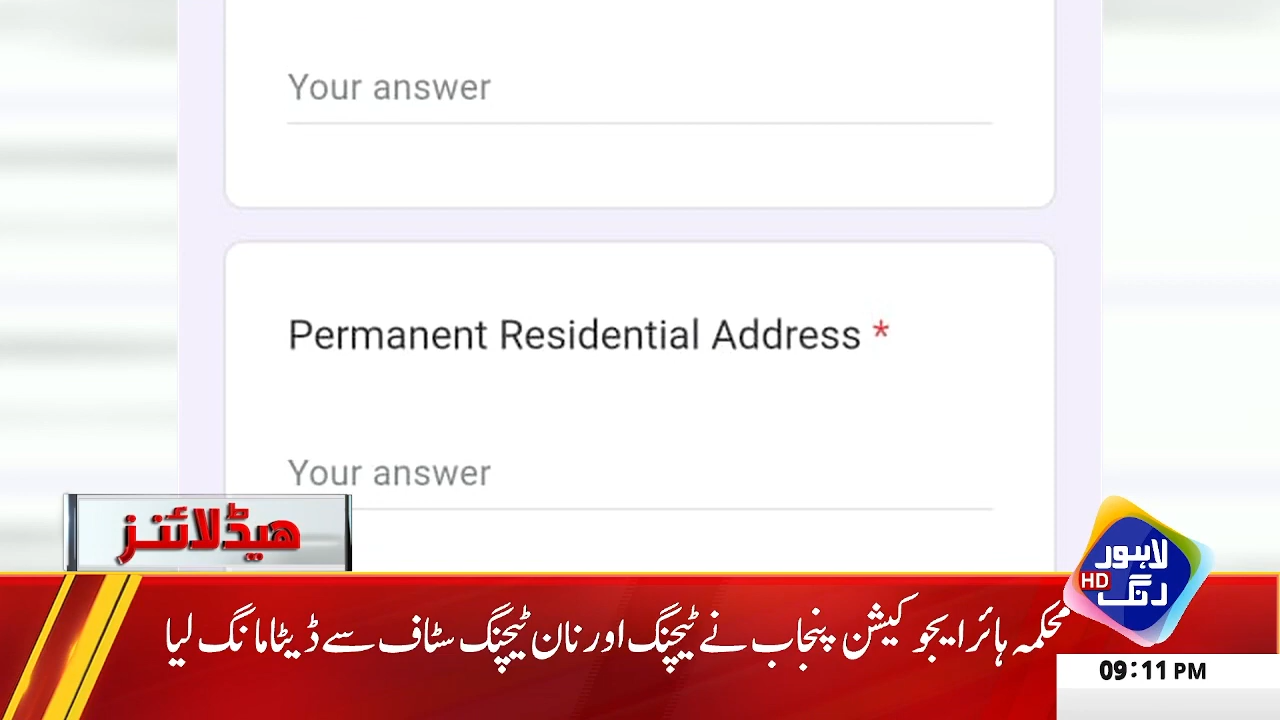 Your answer
Permanent Residential Address *
Your answer
ہیڈلائنز
لاہور
HD رنگ
محکمہ ہائر ایجوکیشن پنجاب نے ٹیچنگ اور نان ٹیچنگ سٹاف سے ڈیٹا مانگ لیا
09:11 PM